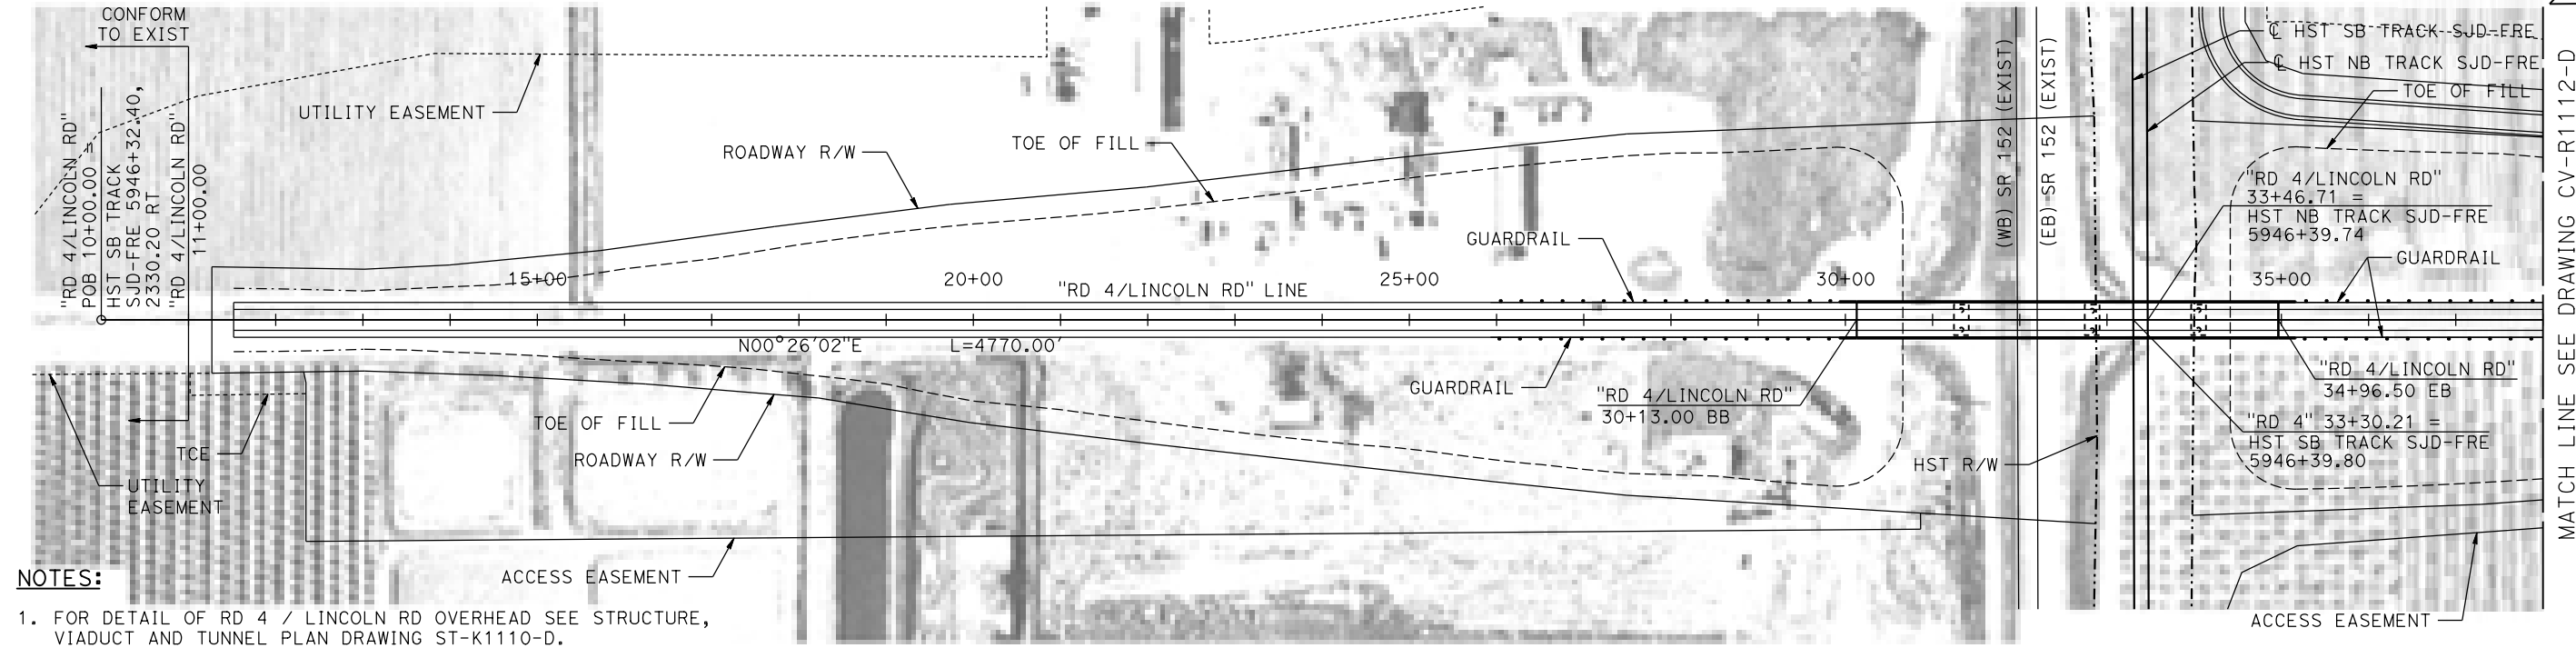 CONFORM
TO EXIST
"RD 4/LINCOLN RD"
POB 10+00.00 =
HST SB TRACK
SJD-FRE 5946+32.40,
2330.20 RT
"RD 4/LINCOLN RD"
11+00.00
UTILITY EASEMENT
ROADWAY R/W
TOE OF FILL
GUARDRAIL
15+00
20+00
"RD 4/LINCOLN RD" LINE
25+00
30+00
35+00
N00°26'02"E
L=4770.00'
(WB) SR 152 (EXIST)
(EB) SR 152 (EXIST)
℄ HST SB TRACK SJD-FRE
℄ HST NB TRACK SJD-FRE
TOE OF FILL
"RD 4/LINCOLN RD"
33+46.71 =
HST NB TRACK SJD-FRE
5946+39.74
GUARDRAIL
"RD 4/LINCOLN RD"
34+96.50 EB
"RD 4" 33+30.21 =
HST SB TRACK SJD-FRE
5946+39.80
MATCH LINE SEE DRAWING CV-R1112-D
GUARDRAIL
"RD 4/LINCOLN RD"
30+13.00 BB
HST R/W
TOE OF FILL
ROADWAY R/W
TCE
UTILITY
EASEMENT
ACCESS EASEMENT
ACCESS EASEMENT
NOTES:
1. FOR DETAIL OF RD 4 / LINCOLN RD OVERHEAD SEE STRUCTURE,
VIADUCT AND TUNNEL PLAN DRAWING ST-K1110-D.